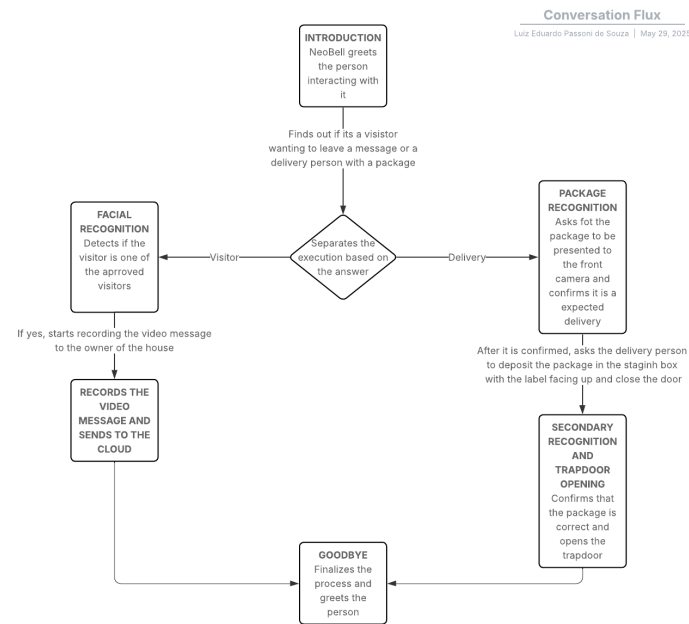 Conversation Flux
Luiz Eduardo Passoni de Souza | May 29, 2025
INTRODUCTION
NeoBell greets
the person
interacting with
it
Finds out if its a visistor
wanting to leave a message or a
delivery person with a package
Separates the
execution based on
the answer
Visitor
Delivery
FACIAL
RECOGNITION
Detects if the
visitor is one of
the aprroved
visitors
If yes, starts recording the video message
to the owner of the house
RECORDS THE
VIDEO
MESSAGE AND
SENDS TO THE
CLOUD
PACKAGE
RECOGNITION
Asks fot the
package to be
presented to
the front
camera and
confirms it is a
expected
delivery
After it is confirmed, asks the delivery person
to deposit the package in the staginh box
with the label facing up and close the door
SECONDARY
RECOGNITION
AND
TRAPDOOR
OPENING
Confirms that
the package is
correct and
opens the
trapdoor
GOODBYE
Finalizes the
process and
greets the
person